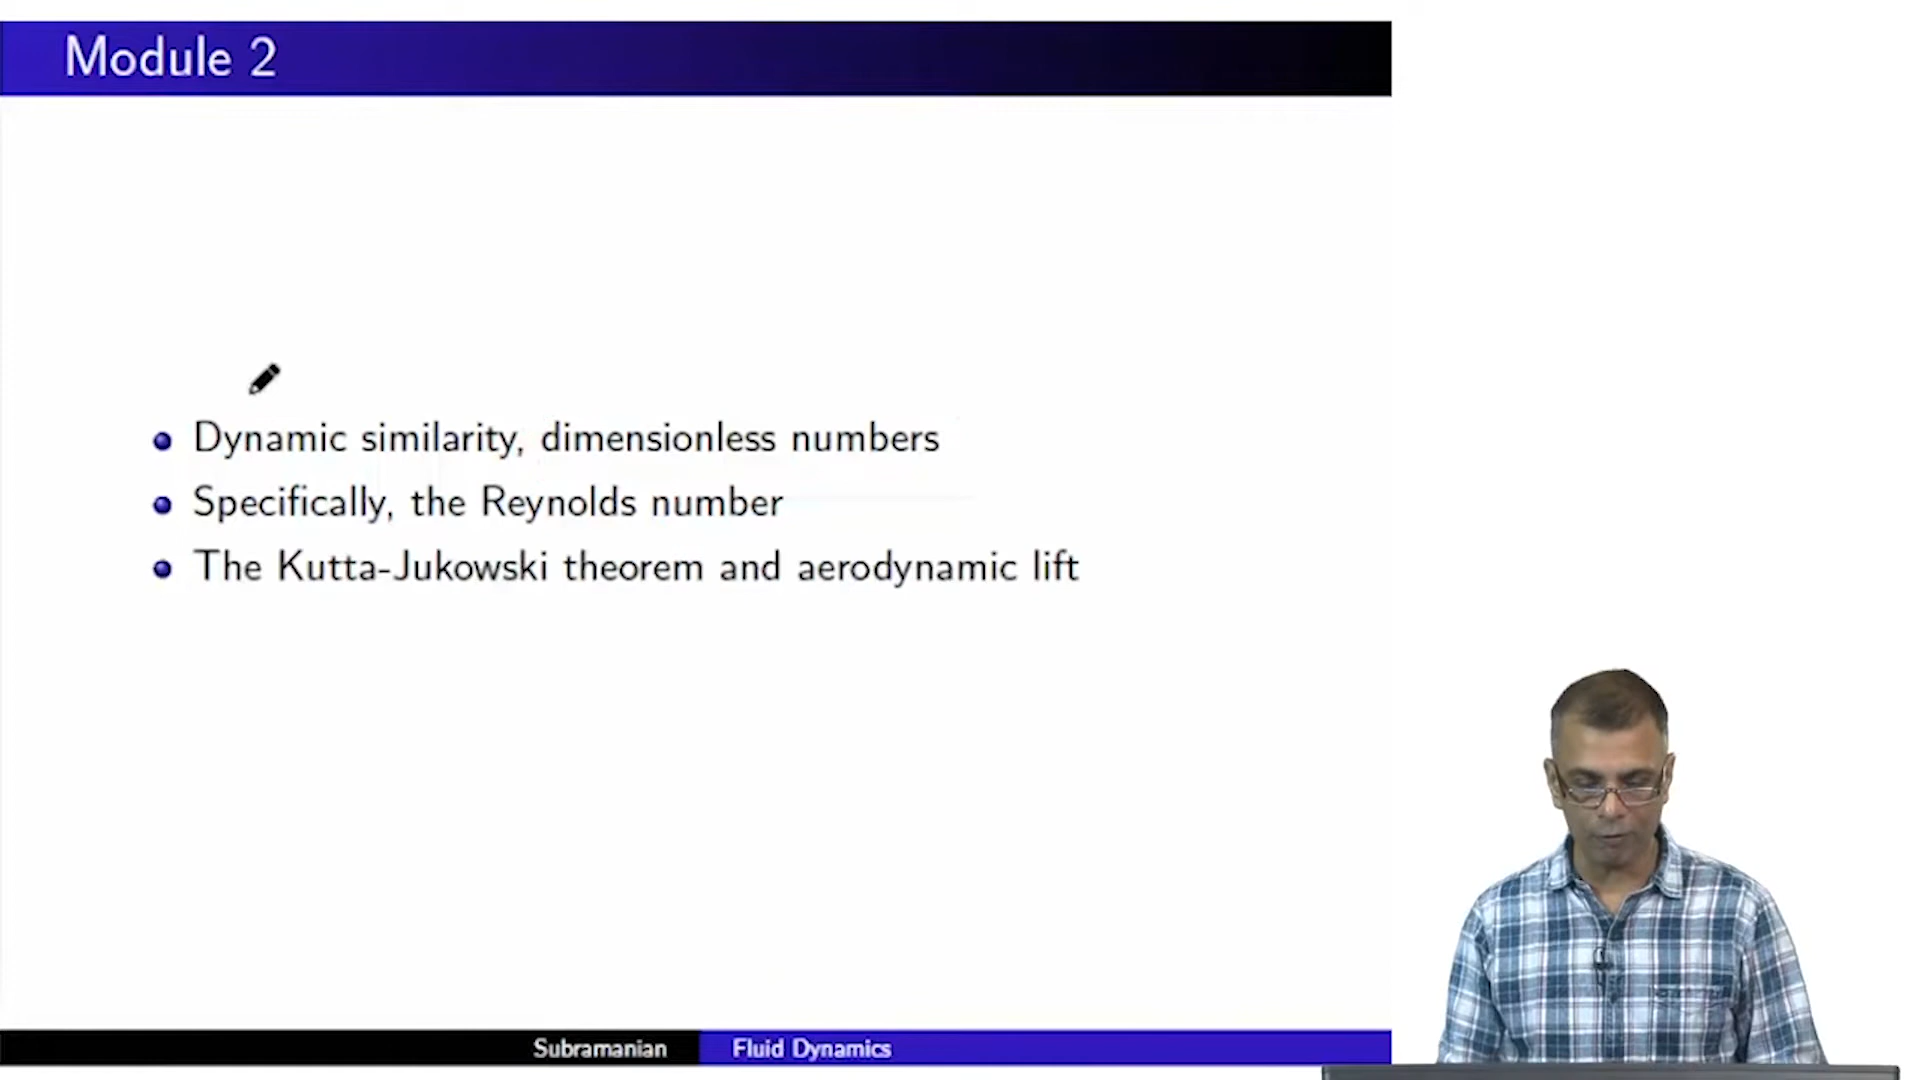 Module 2
Dynamic similarity, dimensionless numbers
Specifically, the Reynolds number
The Kutta-Jukowski theorem and aerodynamic lift
Subramanian
Fluid Dynamics